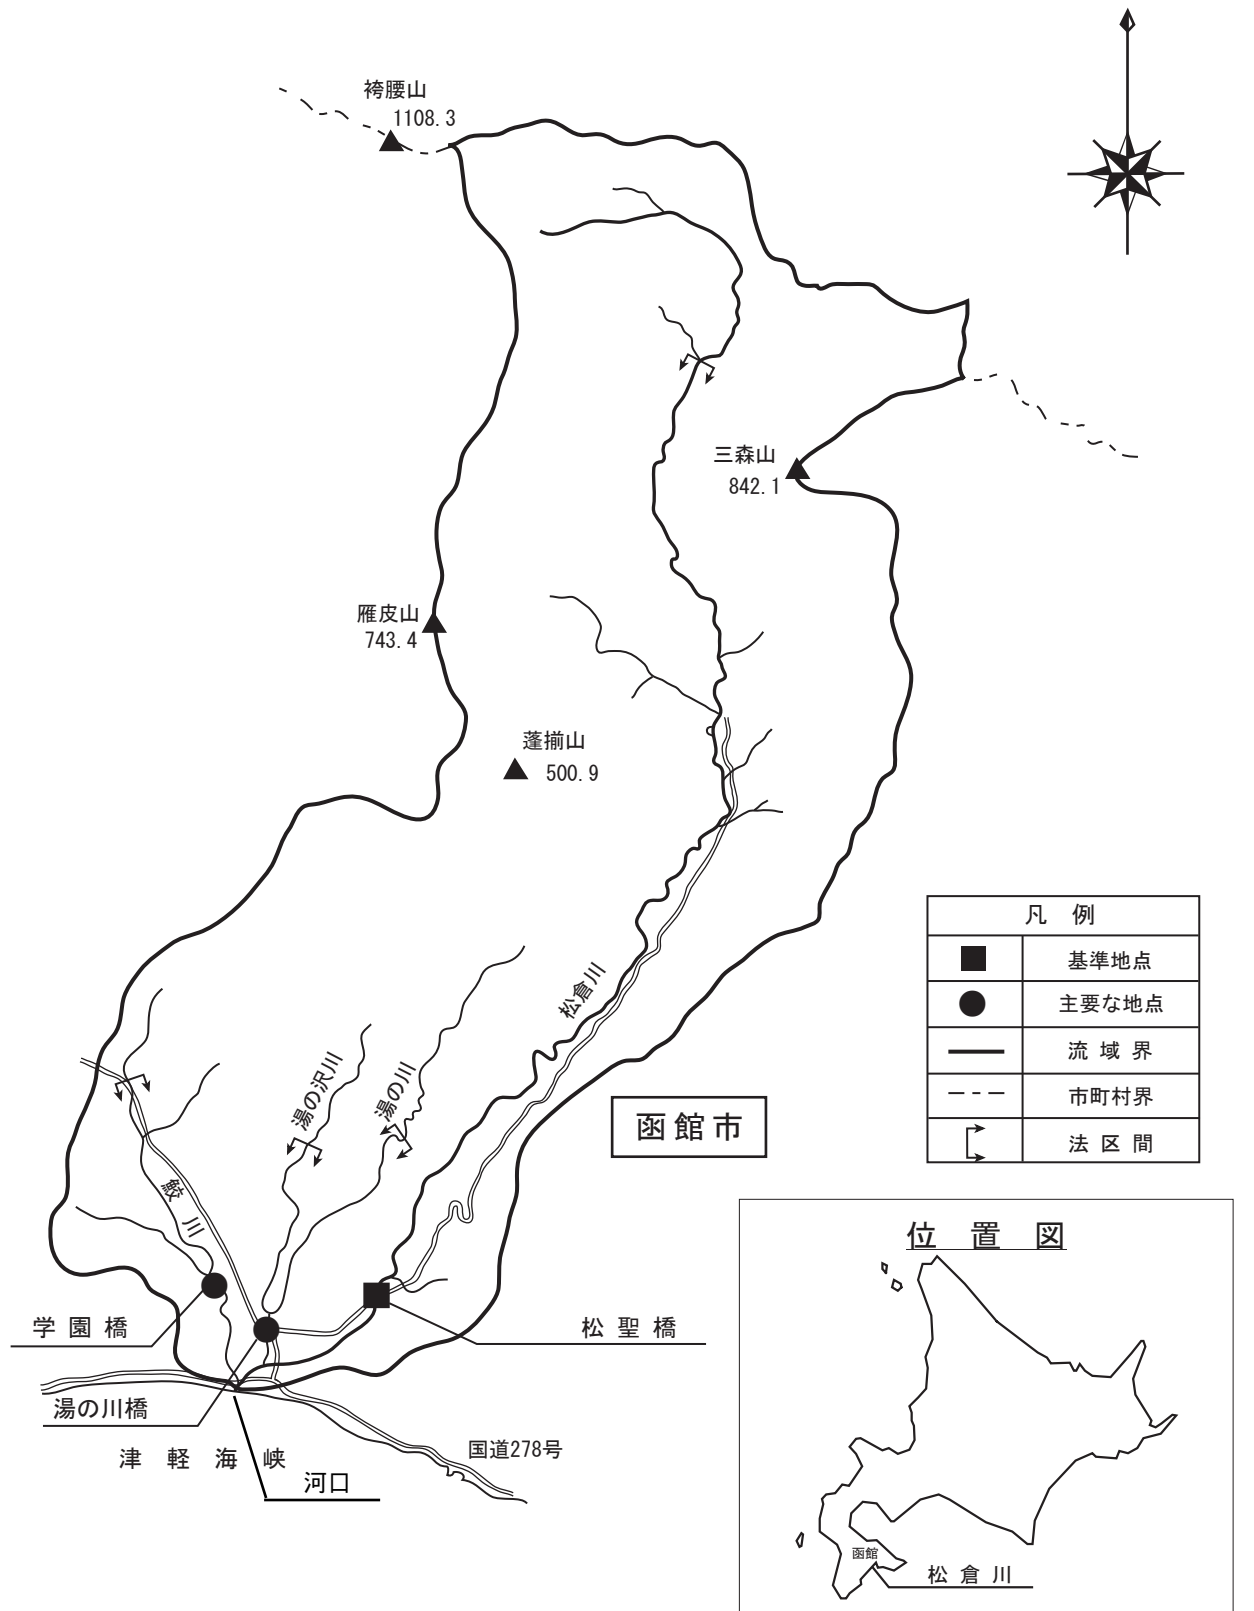 袴腰山
1108.3
三森山
842.1
雁皮山
743.4
蓬揃山
500.9
松倉川
湯の沢川
湯の川
鮫川
函館市
学園橋
松聖橋
湯の川橋
津軽海峡
河口
国道278号
凡例
基準地点
主要な地点
流域界
市町村界
法区間
位置図
函館
松倉川